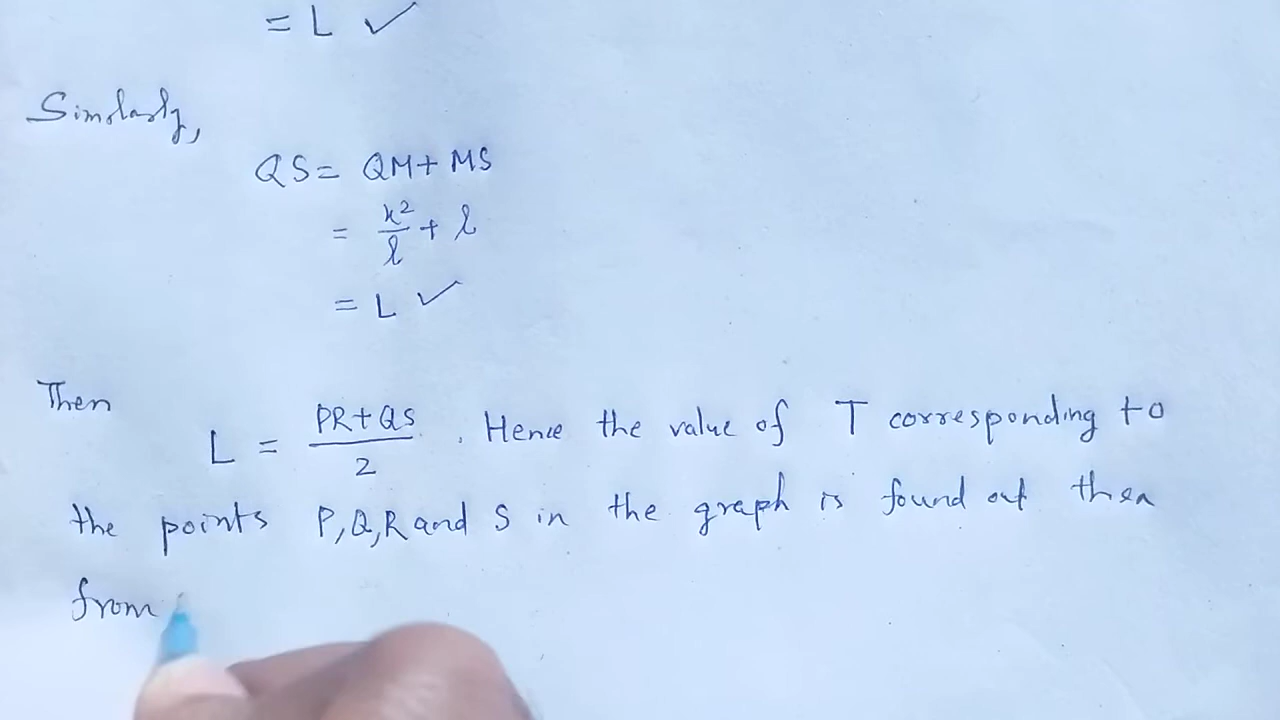 = L ✓
Similarly,
QS = QM + MS
= k²/l + l
= L ✓
Then
L = PR + QS / 2 . Hence the value of T corresponding to
the points P, Q, R and S in the graph is found out then
from